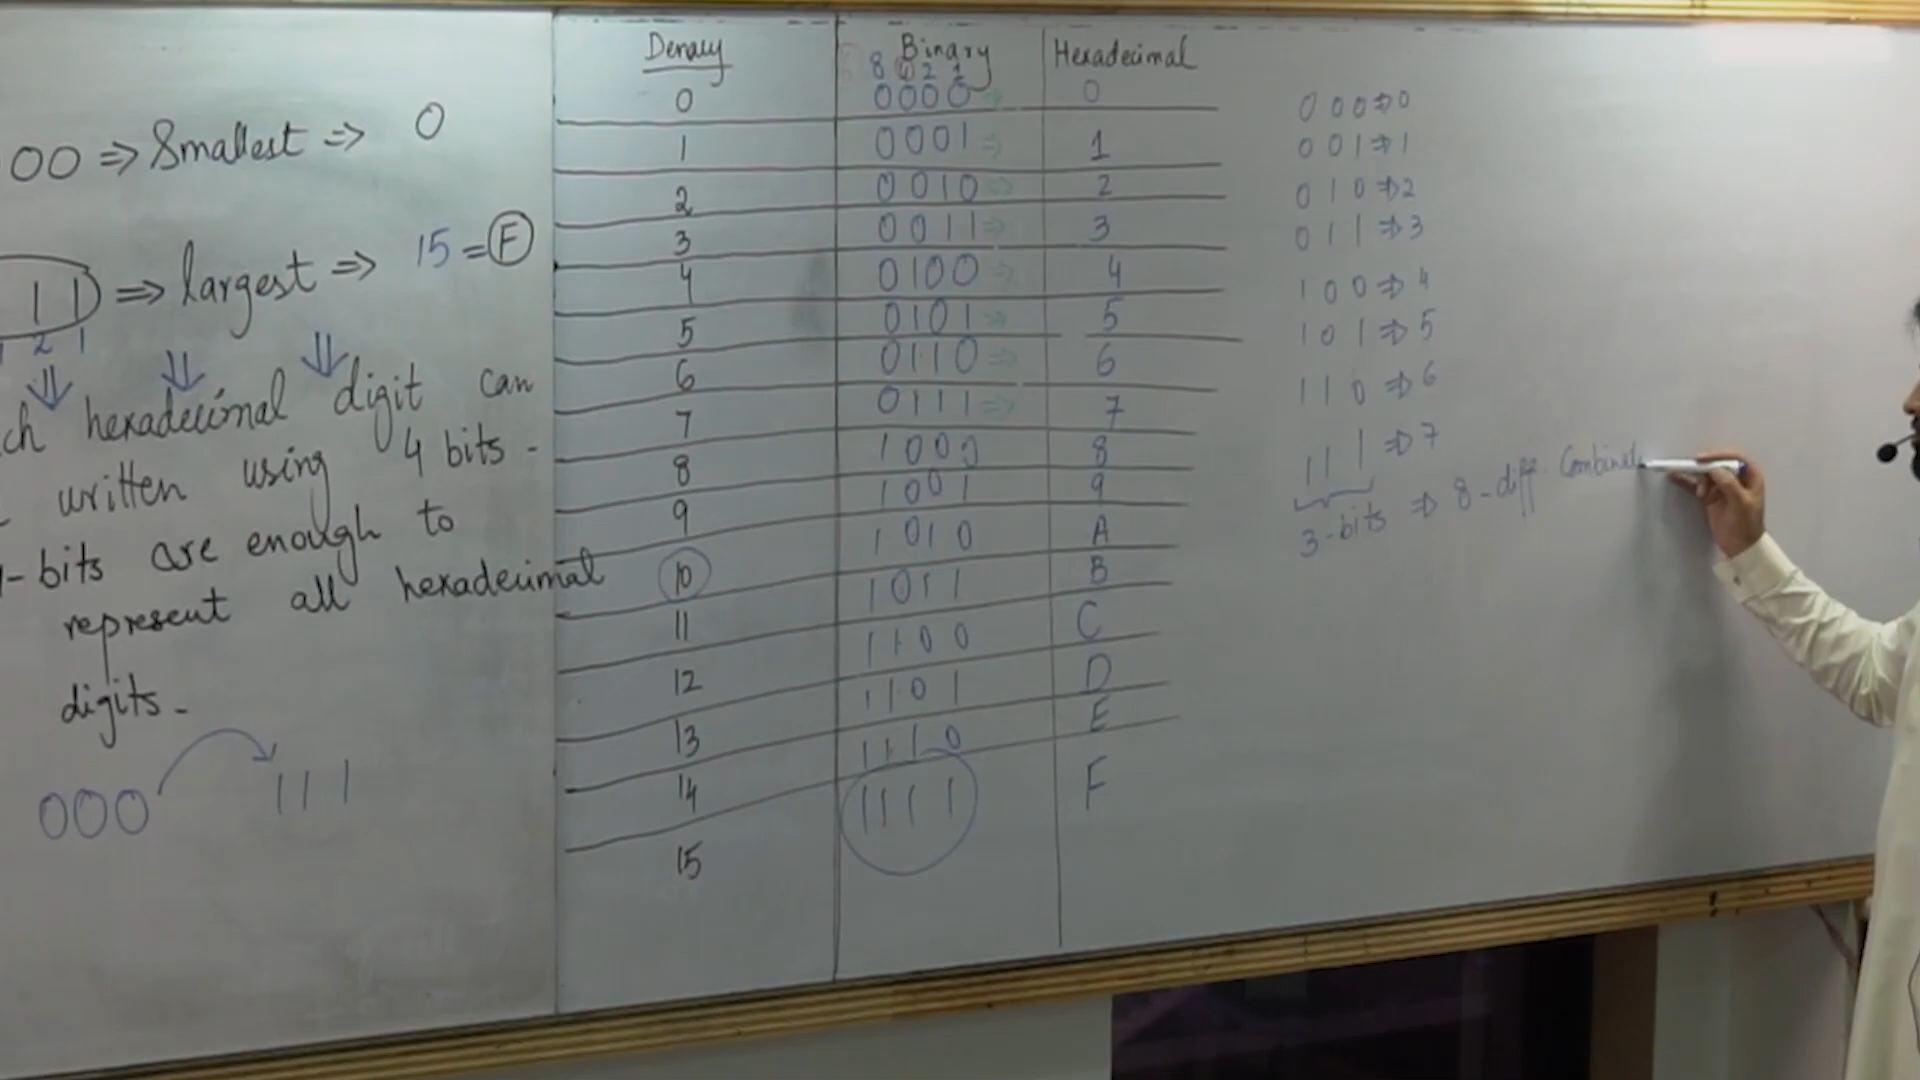 00 ⇒ Smallest ⇒ 0
11 ⇒ largest ⇒ 15 = F
2 1
ch hexadecimal digit can
written using 4 bits -
-bits are enough to
represent all hexadecimal
digits -
000 111
Denary Binary Hexadecimal
8 4 2 1
0 0000 ⇒ 0
1 0001 ⇒ 1
2 0010 ⇒ 2
3 0011 ⇒ 3
4 0100 ⇒ 4
5 0101 ⇒ 5
6 0110 ⇒ 6
7 0111 ⇒ 7
8 1000 8
9 1001 9
10 1010 A
11 1011 B
12 1100 C
13 1101 D
14 1110 E
15 1111 F
000 ⇒ 0
001 ⇒ 1
010 ⇒ 2
011 ⇒ 3
100 ⇒ 4
101 ⇒ 5
110 ⇒ 6
111 ⇒ 7
3-bits ⇒ 8-diff. Combinat